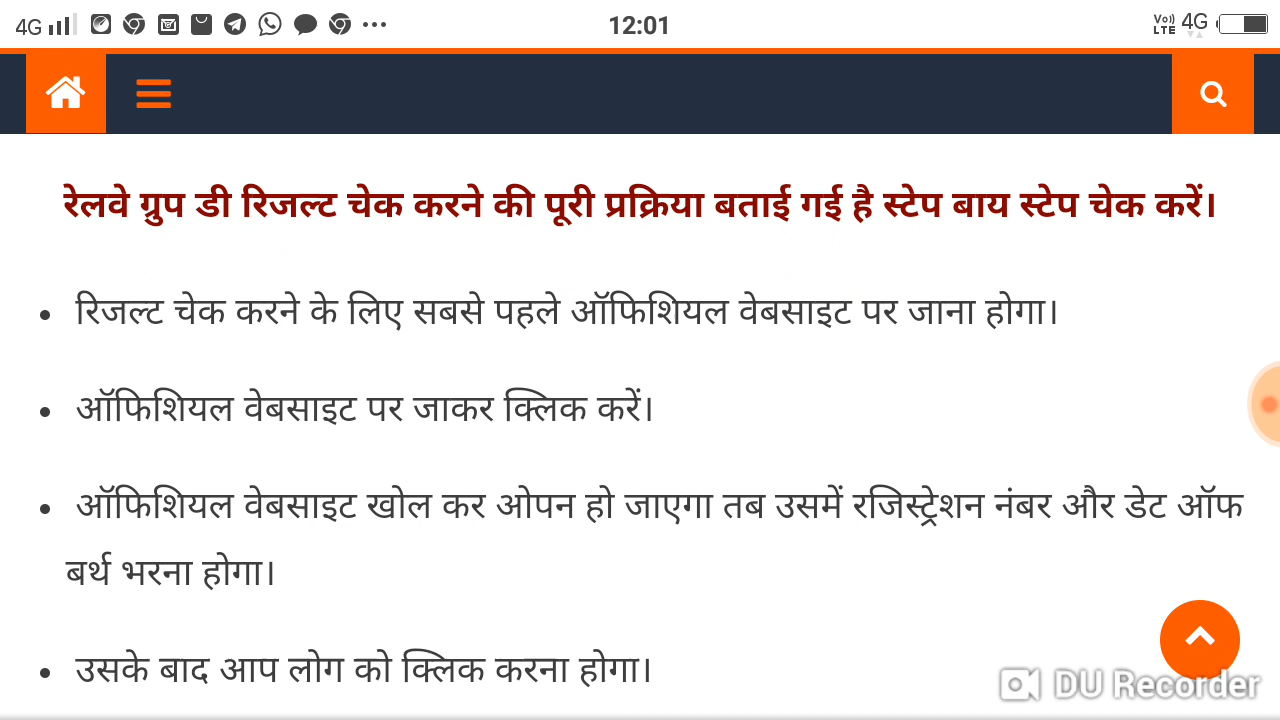 4G 12:01 Vo)) LTE 4G
रेलवे ग्रुप डी रिजल्ट चेक करने की पूरी प्रक्रिया बताई गई है स्टेप बाय स्टेप चेक करें।
• रिजल्ट चेक करने के लिए सबसे पहले ऑफिशियल वेबसाइट पर जाना होगा।
• ऑफिशियल वेबसाइट पर जाकर क्लिक करें।
• ऑफिशियल वेबसाइट खोल कर ओपन हो जाएगा तब उसमें रजिस्ट्रेशन नंबर और डेट ऑफ
बर्थ भरना होगा।
• उसके बाद आप लोग को क्लिक करना होगा।
DU Recorder